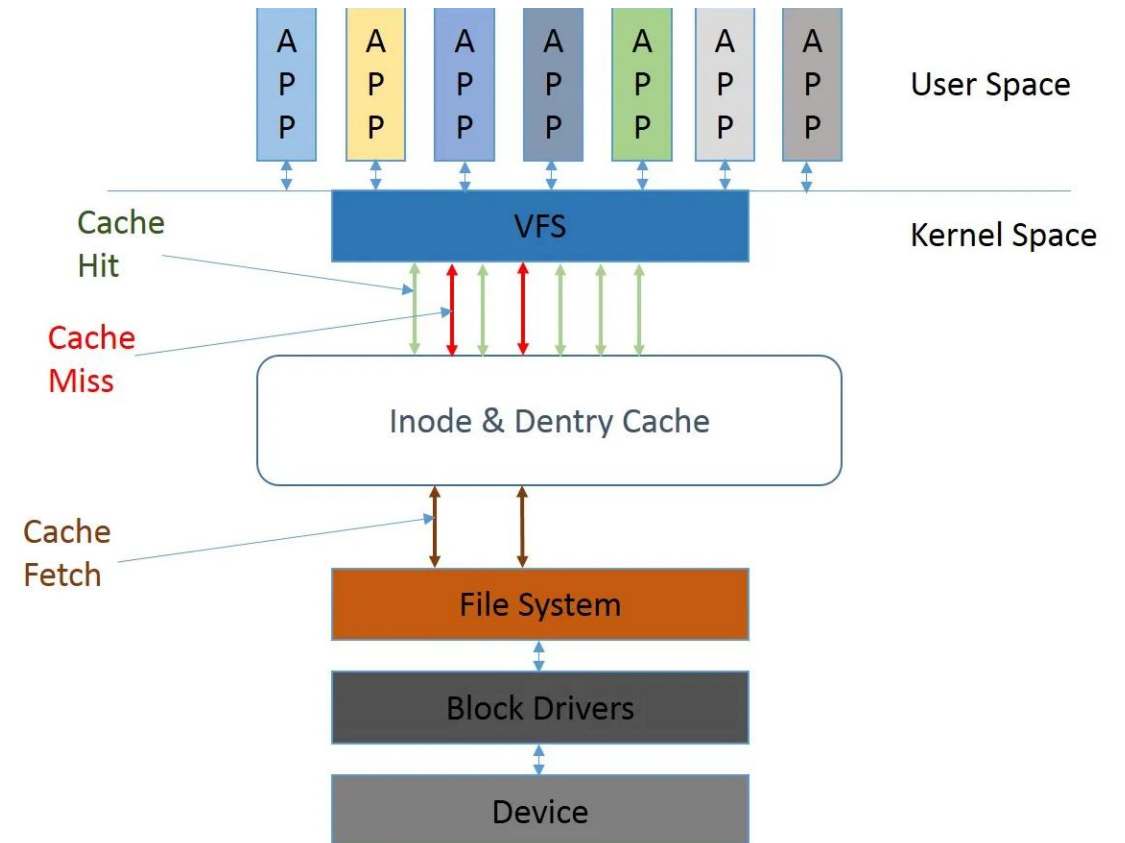 A
P
P
A
P
P
A
P
P
A
P
P
A
P
P
A
P
P
A
P
P
User Space
Cache
Hit
VFS
Kernel Space
Cache
Miss
Inode & Dentry Cache
Cache
Fetch
File System
Block Drivers
Device